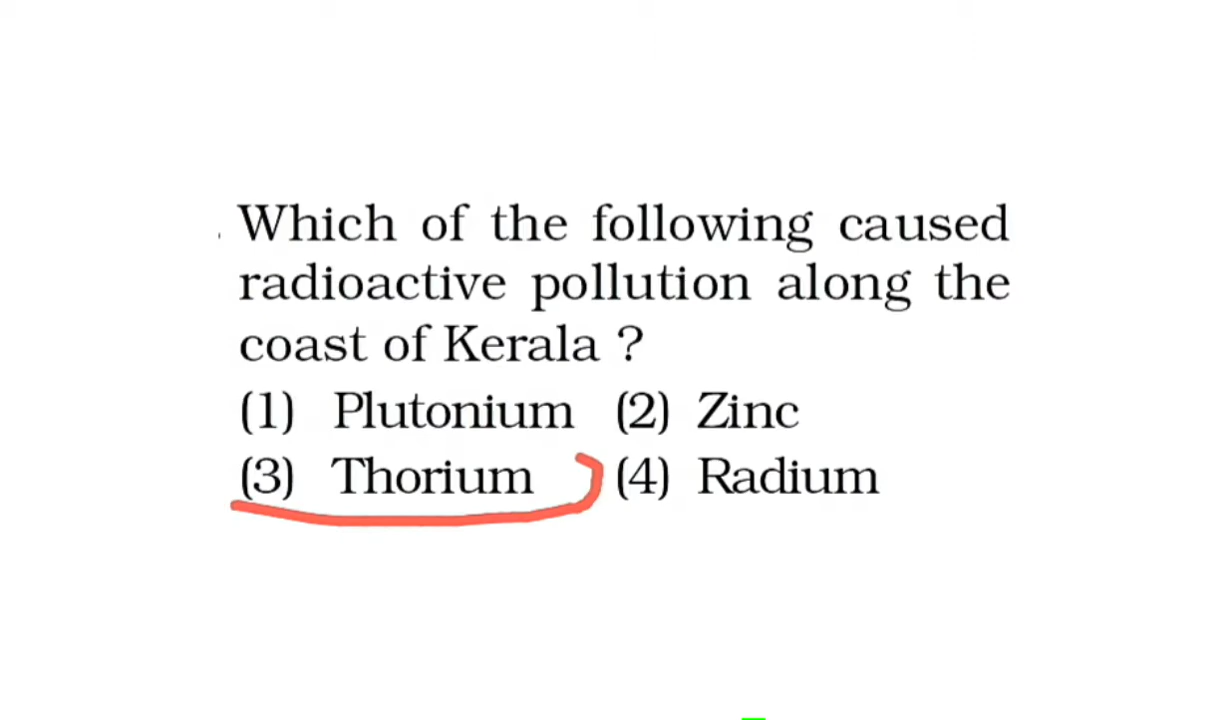 Which of the following caused
radioactive pollution along the
coast of Kerala ?
(1) Plutonium (2) Zinc
(3) Thorium (4) Radium